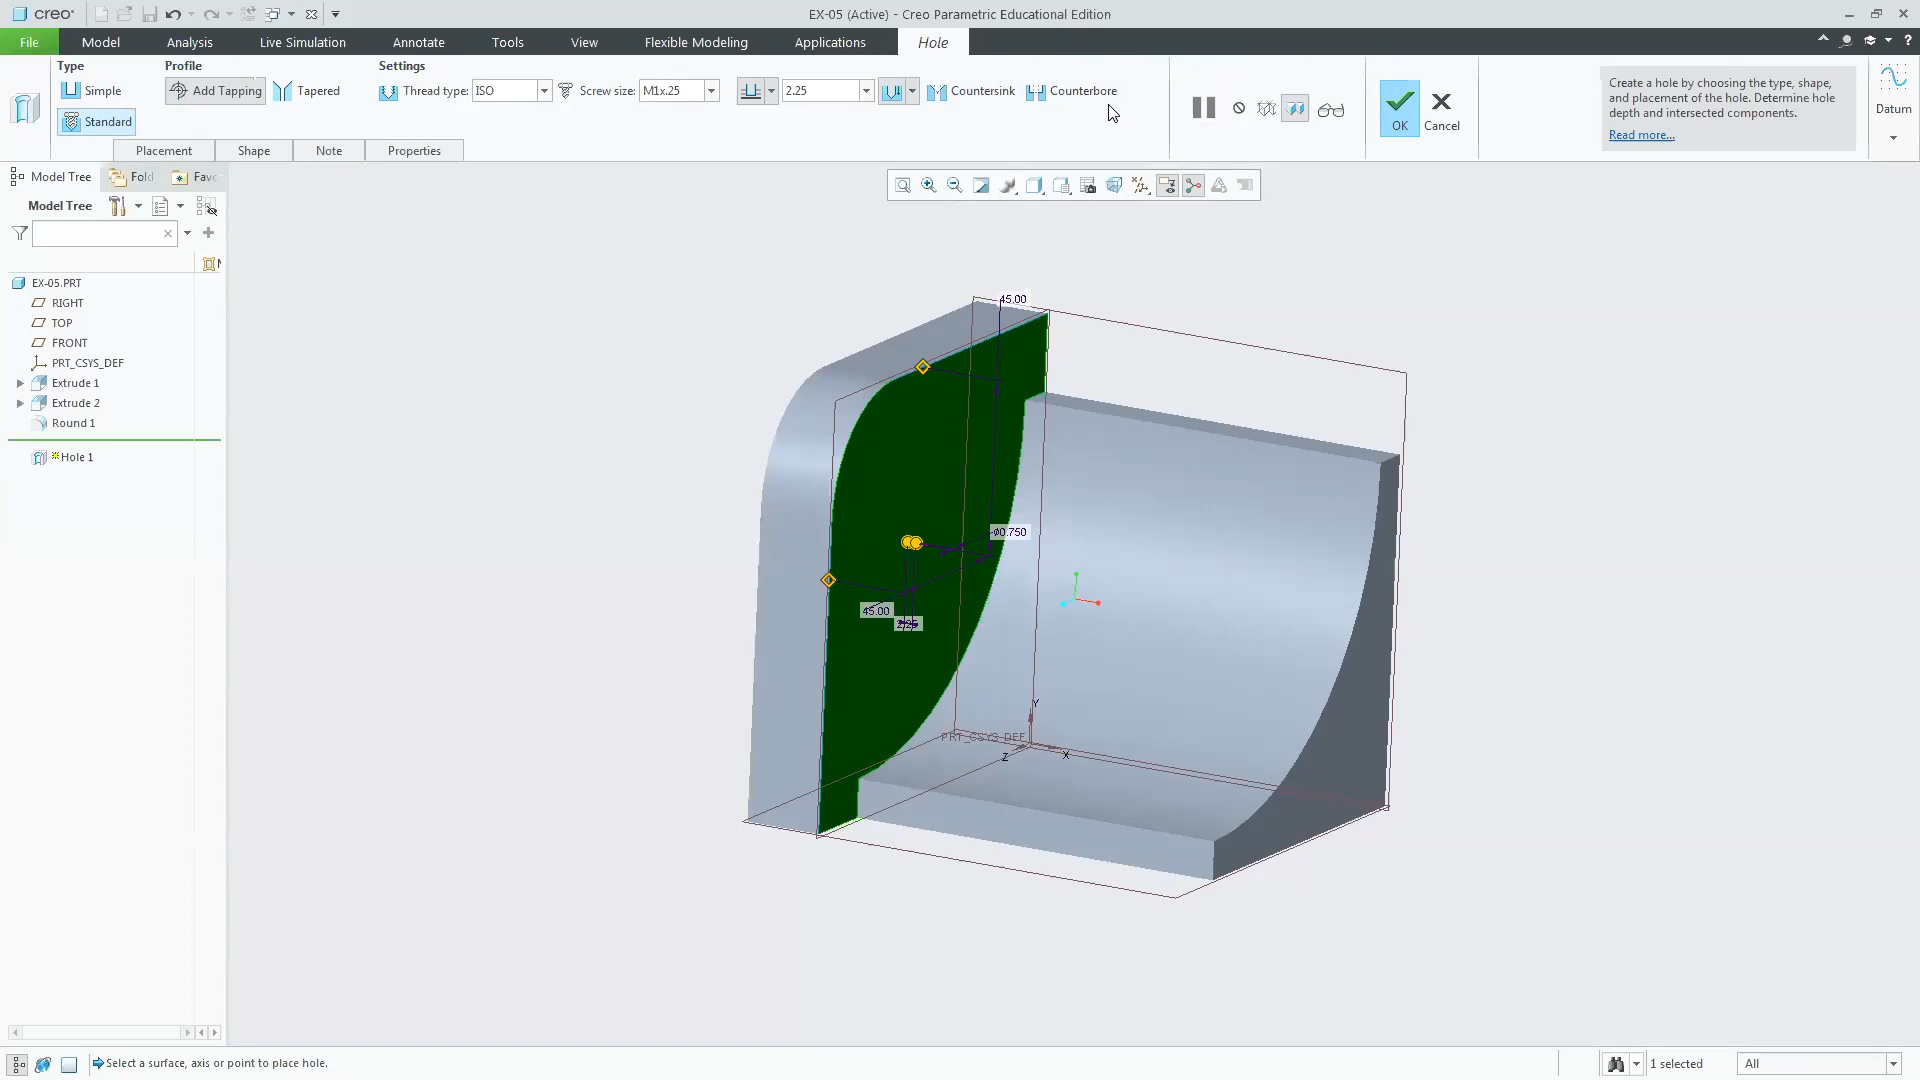 creo
EX-05 (Active) - Creo Parametric Educational Edition
File Model Analysis Live Simulation Annotate Tools View Flexible Modeling Applications Hole
Type Profile Settings
Simple Add Tapping Tapered Thread type: ISO Screw size: M1x.25 2.25 Countersink Counterbore
Standard
OK Cancel
Create a hole by choosing the type, shape,
and placement of the hole. Determine hole
depth and intersected components.
Read more...
Datum
Placement Shape Note Properties
Model Tree Fold Favo
Model Tree
EX-05.PRT
RIGHT
TOP
FRONT
PRT_CSYS_DEF
Extrude 1
Extrude 2
Round 1
Hole 1
45.00
⌀0.750
45.00
2.25
Y
PRT_CSYS_DEF
Z X
Select a surface, axis or point to place hole.
1 selected All